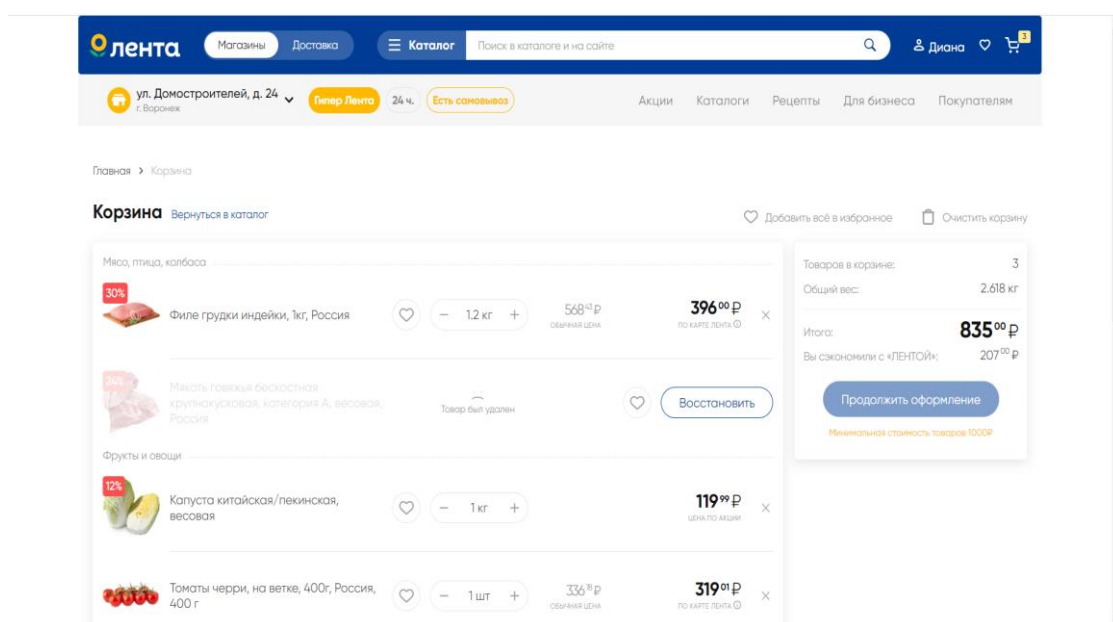 лента Магазины Доставка Каталог Поиск в каталоге и на сайте Диана 3
ул. Домостроителей, д. 24 Гипер Лента 24 ч. Есть самовывоз Акции Каталоги Рецепты Для бизнеса Покупателям
г. Воронеж
Главная > Корзина
Корзина Вернуться в каталог Добавить всё в избранное Очистить корзину
Мясо, птица, колбаса
30%
Филе грудки индейки, 1кг, Россия − 1.2 кг + 568 43 ₽ 396 00 ₽ ×
ОБЫЧНАЯ ЦЕНА ПО КАРТЕ ЛЕНТА
34%
Мякоть говяжья бескостная
крупнокусковая, категория А, весовая,
Россия
Товар был удален Восстановить
Фрукты и овощи
12%
Капуста китайская/пекинская,
весовая
− 1 кг + 119 99 ₽ ×
ЦЕНА ПО АКЦИИ
Томаты черри, на ветке, 400г, Россия,
400 г
− 1 шт + 336 78 ₽ 319 01 ₽ ×
ОБЫЧНАЯ ЦЕНА ПО КАРТЕ ЛЕНТА
Товаров в корзине: 3
Общий вес: 2.618 кг
Итого: 835 00 ₽
Вы сэкономили с «ЛЕНТОЙ»: 207 00 ₽
Продолжить оформление
Минимальная стоимость товаров 1000₽